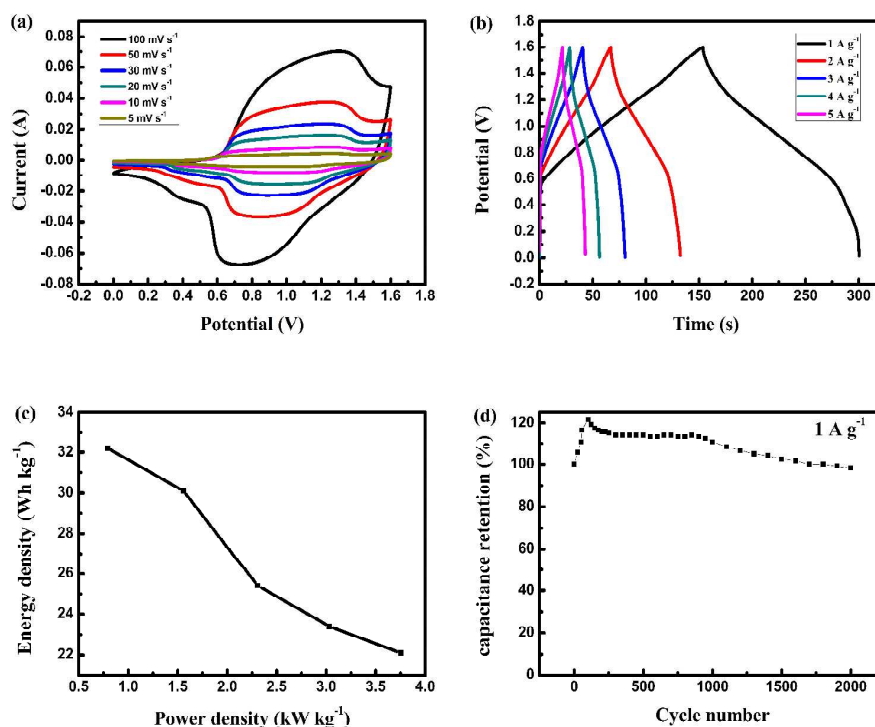 (a)
0.08
0.06
0.04
0.02
0.00
-0.02
-0.04
-0.06
-0.08
Current (A)
100 mV s⁻¹
50 mV s⁻¹
30 mV s⁻¹
20 mV s⁻¹
10 mV s⁻¹
5 mV s⁻¹
-0.2 0.0 0.2 0.4 0.6 0.8 1.0 1.2 1.4 1.6 1.8
Potential (V)
(b)
1.8
1.6
1.4
1.2
1.0
0.8
0.6
0.4
0.2
0.0
-0.2
Potential (V)
1 A g⁻¹
2 A g⁻¹
3 A g⁻¹
4 A g⁻¹
5 A g⁻¹
0 50 100 150 200 250 300
Time (s)
(c)
34
32
30
28
26
24
22
Energy density (Wh kg⁻¹)
0.5 1.0 1.5 2.0 2.5 3.0 3.5 4.0
Power density (kW kg⁻¹)
(d)
1 A g⁻¹
120
100
80
60
40
20
0
capacitance retention (%)
0 500 1000 1500 2000
Cycle number